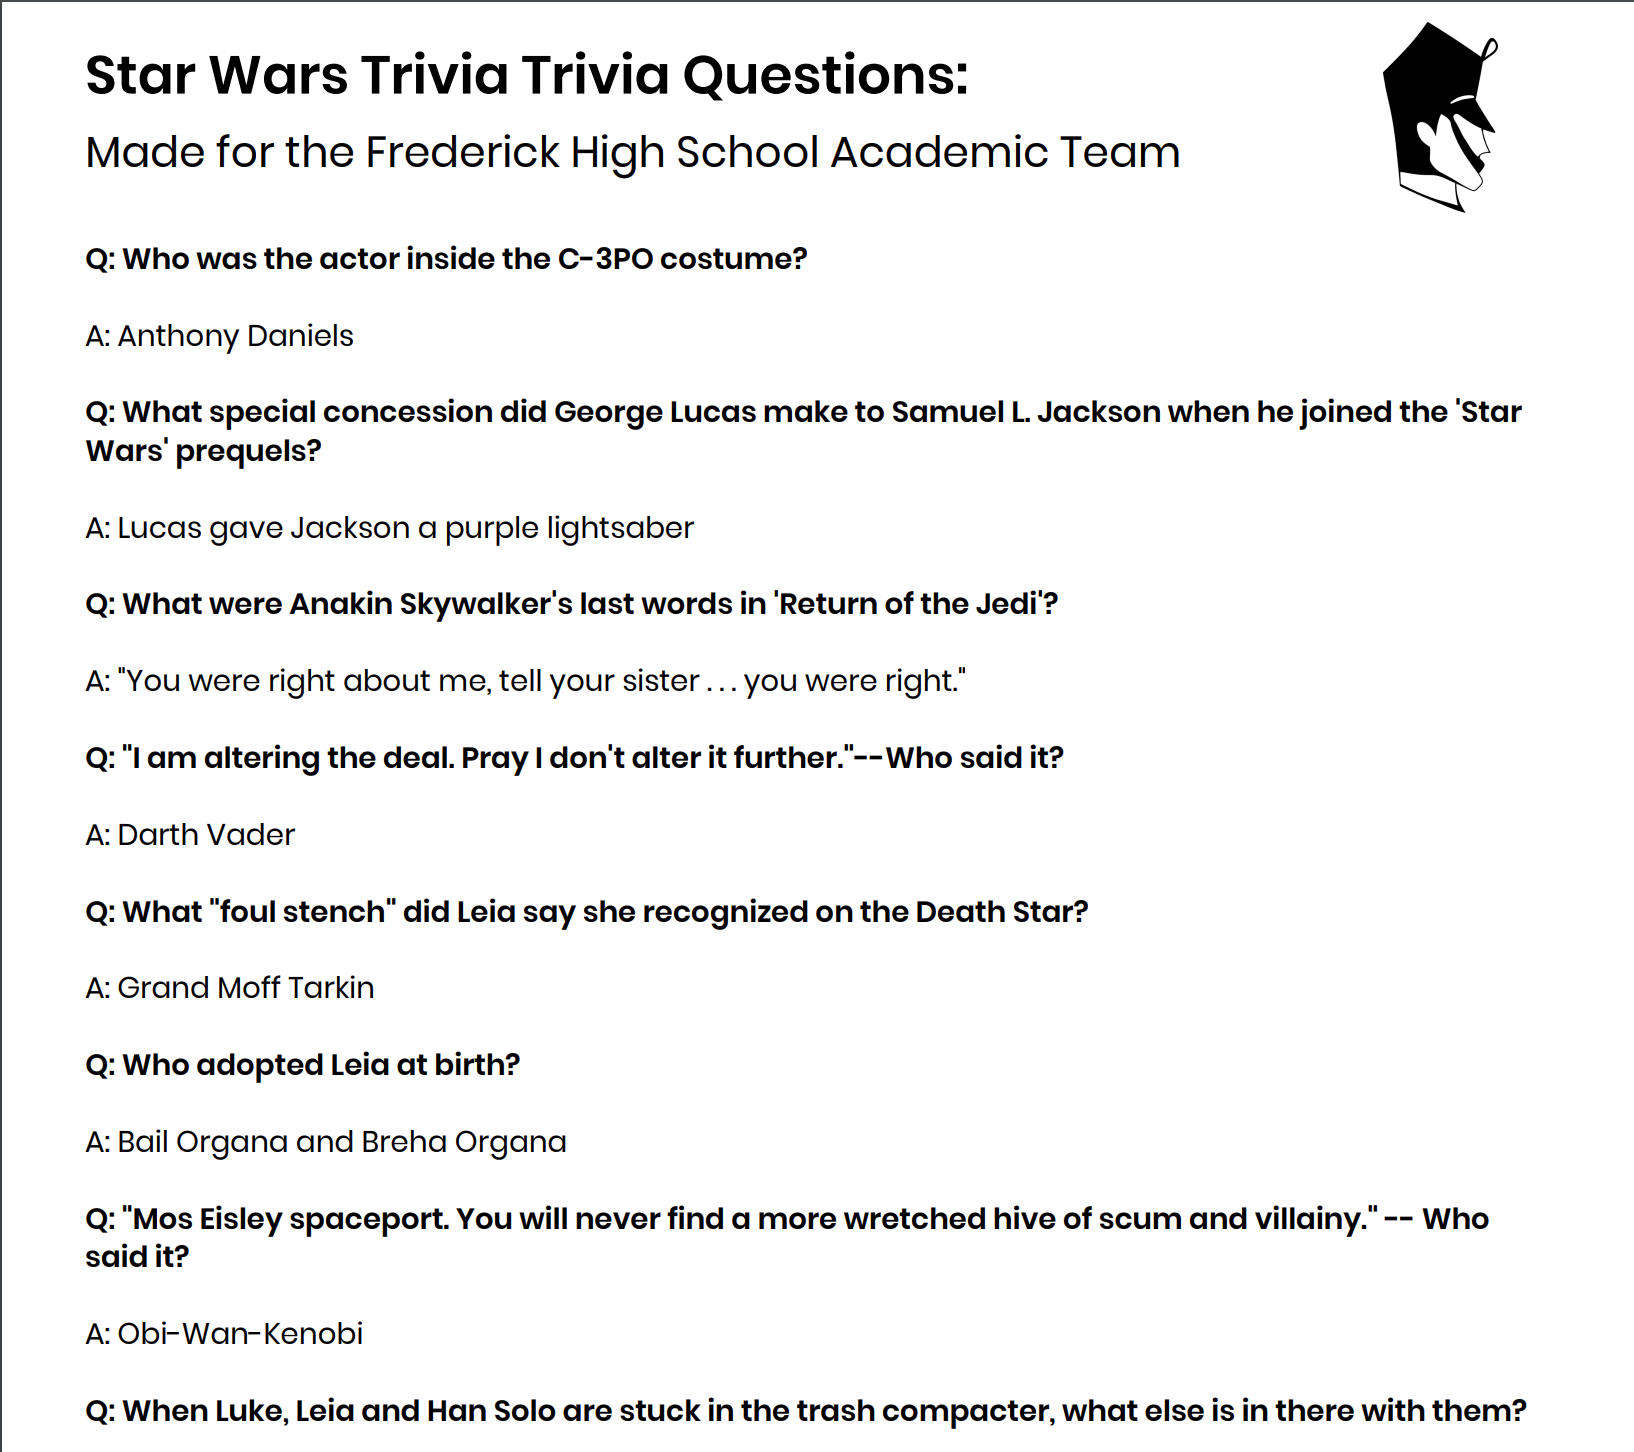 Star Wars Trivia Trivia Questions:
Made for the Frederick High School Academic Team
Q: Who was the actor inside the C-3PO costume?
A: Anthony Daniels
Q: What special concession did George Lucas make to Samuel L. Jackson when he joined the 'Star
Wars' prequels?
A: Lucas gave Jackson a purple lightsaber
Q: What were Anakin Skywalker's last words in 'Return of the Jedi'?
A: "You were right about me, tell your sister . . . you were right."
Q: "I am altering the deal. Pray I don't alter it further."--Who said it?
A: Darth Vader
Q: What "foul stench" did Leia say she recognized on the Death Star?
A: Grand Moff Tarkin
Q: Who adopted Leia at birth?
A: Bail Organa and Breha Organa
Q: "Mos Eisley spaceport. You will never find a more wretched hive of scum and villainy." -- Who
said it?
A: Obi-Wan-Kenobi
Q: When Luke, Leia and Han Solo are stuck in the trash compacter, what else is in there with them?